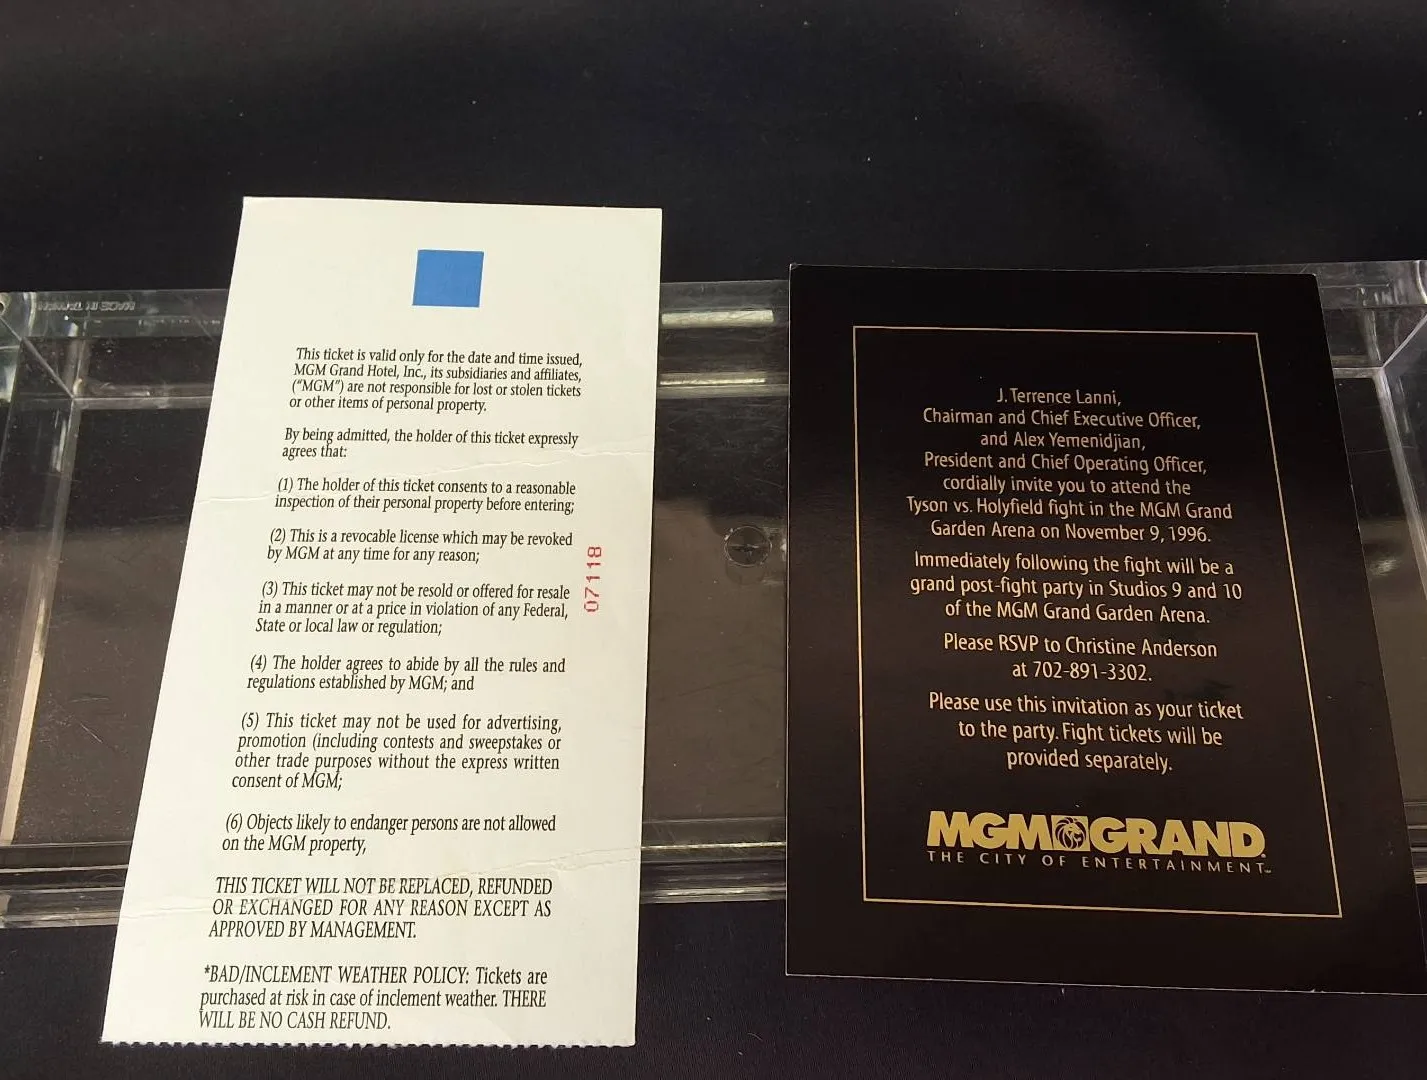 This ticket is valid only for the date and time issued,
MGM Grand Hotel, Inc., its subsidiaries and affiliates,
("MGM") are not responsible for lost or stolen tickets
or other items of personal property.
By being admitted, the holder of this ticket expressly
agrees that:
(1) The holder of this ticket consents to a reasonable
inspection of their personal property before entering;
(2) This is a revocable license which may be revoked
by MGM at any time for any reason;
(3) This ticket may not be resold or offered for resale
in a manner or at a price in violation of any Federal,
State or local law or regulation;
(4) The holder agrees to abide by all the rules and
regulations established by MGM; and
(5) This ticket may not be used for advertising,
promotion (including contests and sweepstakes or
other trade purposes without the express written
consent of MGM;
(6) Objects likely to endanger persons are not allowed
on the MGM property,
THIS TICKET WILL NOT BE REPLACED, REFUNDED
OR EXCHANGED FOR ANY REASON EXCEPT AS
APPROVED BY MANAGEMENT.
*BAD/INCLEMENT WEATHER POLICY: Tickets are
purchased at risk in case of inclement weather. THERE
WILL BE NO CASH REFUND.
07118
J. Terrence Lanni,
Chairman and Chief Executive Officer,
and Alex Yemenidjian,
President and Chief Operating Officer,
cordially invite you to attend the
Tyson vs. Holyfield fight in the MGM Grand
Garden Arena on November 9, 1996.
Immediately following the fight will be a
grand post-fight party in Studios 9 and 10
of the MGM Grand Garden Arena.
Please RSVP to Christine Anderson
at 702-891-3302.
Please use this invitation as your ticket
to the party. Fight tickets will be
provided separately.
MGM GRAND
THE CITY OF ENTERTAINMENT™